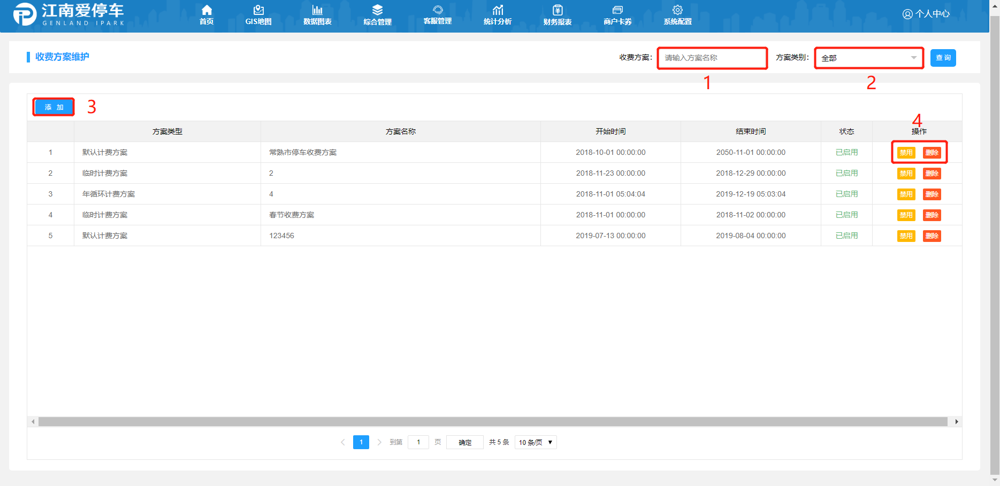 江南爱停车
GENLAND IPARK
首页
GIS地图
数据图表
综合管理
客服管理
统计分析
财务报表
商户卡券
系统配置
个人中心
收费方案维护
收费方案：
请输入方案名称
方案类别：
全部
查 询
1
2
添 加
3
4
方案类型 方案名称 开始时间 结束时间 状态 操作
1 默认计费方案 常熟市停车收费方案 2018-10-01 00:00:00 2050-11-01 00:00:00 已启用 禁用 删除
2 临时计费方案 2 2018-11-23 00:00:00 2018-12-29 00:00:00 已启用 禁用 删除
3 年循环计费方案 4 2018-11-01 05:04:04 2019-12-19 05:03:04 已启用 禁用 删除
4 临时计费方案 春节收费方案 2018-11-01 00:00:00 2018-11-02 00:00:00 已启用 禁用 删除
5 默认计费方案 123456 2019-07-13 00:00:00 2019-08-04 00:00:00 已启用 禁用 删除
1 到第 1 页 确定 共 5 条 10 条/页